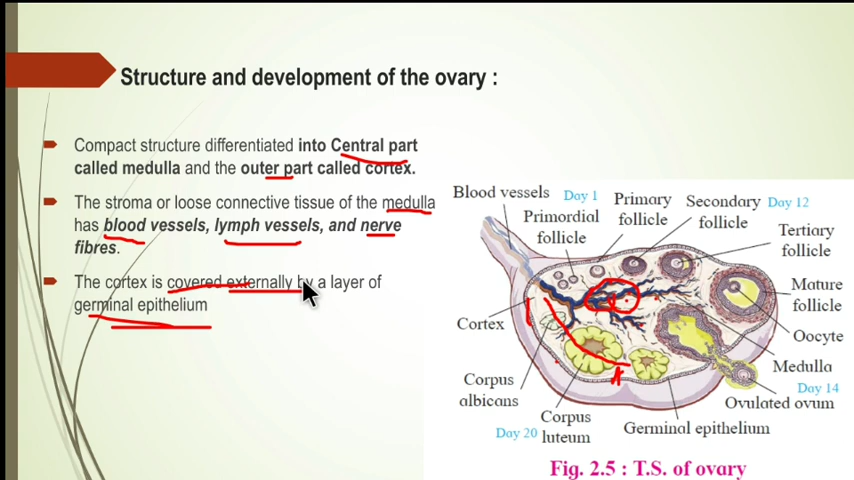 Structure and development of the ovary :
Compact structure differentiated into Central part
called medulla and the outer part called cortex.
The stroma or loose connective tissue of the medulla
has blood vessels, lymph vessels, and nerve
fibres.
The cortex is covered externally by a layer of
germinal epithelium
Blood vessels
Day 1
Primordial
follicle
Primary
follicle
Secondary
follicle
Day 12
Tertiary
follicle
Mature
follicle
Oocyte
Medulla
Day 14
Ovulated ovum
Germinal epithelium
Cortex
Corpus
albicans
Day 20
Corpus
luteum
Fig. 2.5 : T.S. of ovary